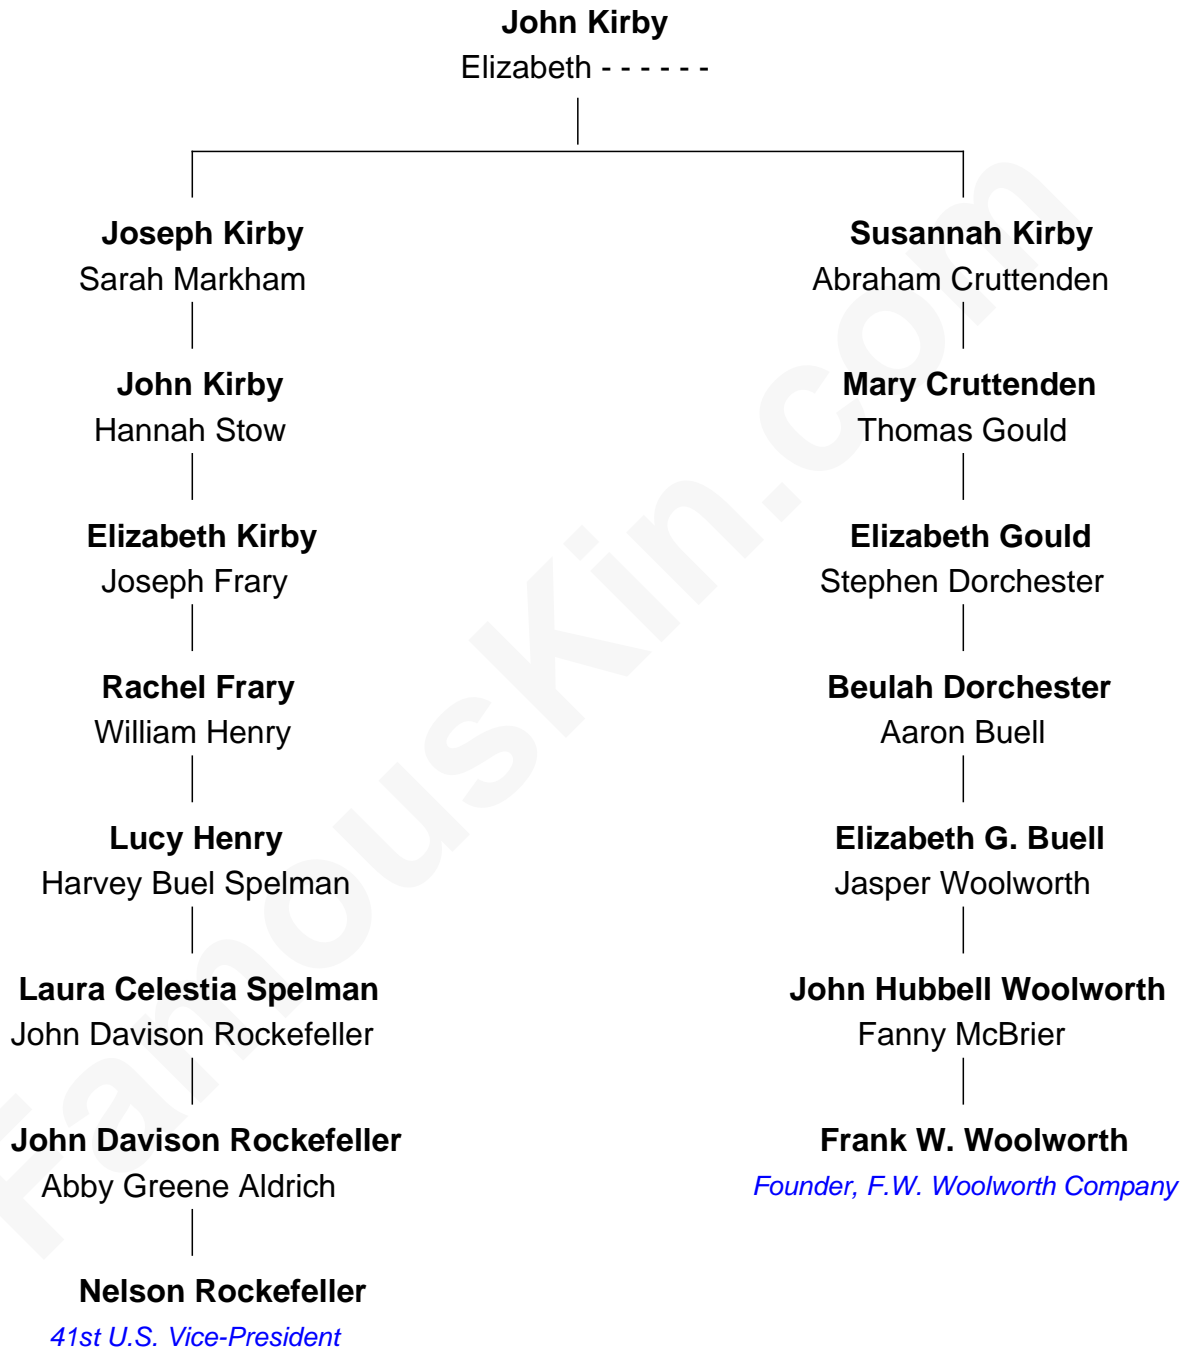 John Kirby
Elizabeth - - - - - -
Joseph Kirby
Sarah Markham
Susannah Kirby
Abraham Cruttenden
John Kirby
Hannah Stow
Mary Cruttenden
Thomas Gould
Elizabeth Kirby
Joseph Frary
Elizabeth Gould
Stephen Dorchester
Rachel Frary
William Henry
Beulah Dorchester
Aaron Buell
Lucy Henry
Harvey Buel Spelman
Elizabeth G. Buell
Jasper Woolworth
Laura Celestia Spelman
John Davison Rockefeller
John Hubbell Woolworth
Fanny McBrier
John Davison Rockefeller
Abby Greene Aldrich
Frank W. Woolworth
Founder, F.W. Woolworth Company
Nelson Rockefeller
41st U.S. Vice-President
FamousKin.com